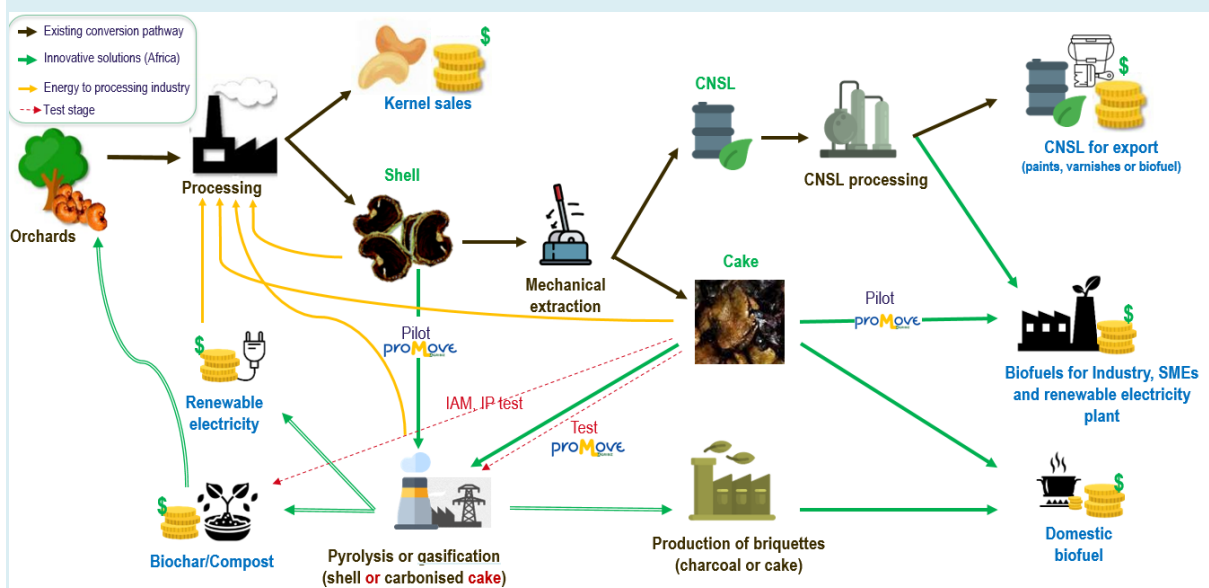 Existing conversion pathway
Innovative solutions (Africa)
Energy to processing industry
Test stage
$
Kernel sales
CNSL
$
CNSL for export
(paints, varnishes or biofuel)
CNSL processing
Processing
Shell
Orchards
Mechanical
extraction
Cake
Pilot
proMove
Pilot
proMove
$
Biofuels for Industry, SMEs
and renewable electricity
plant
$
Renewable
electricity
IAM, IP test
Test
proMove
$
Biochar/Compost
Pyrolysis or gasification
(shell or carbonised cake)
Production of briquettes
(charcoal or cake)
$
Domestic
biofuel